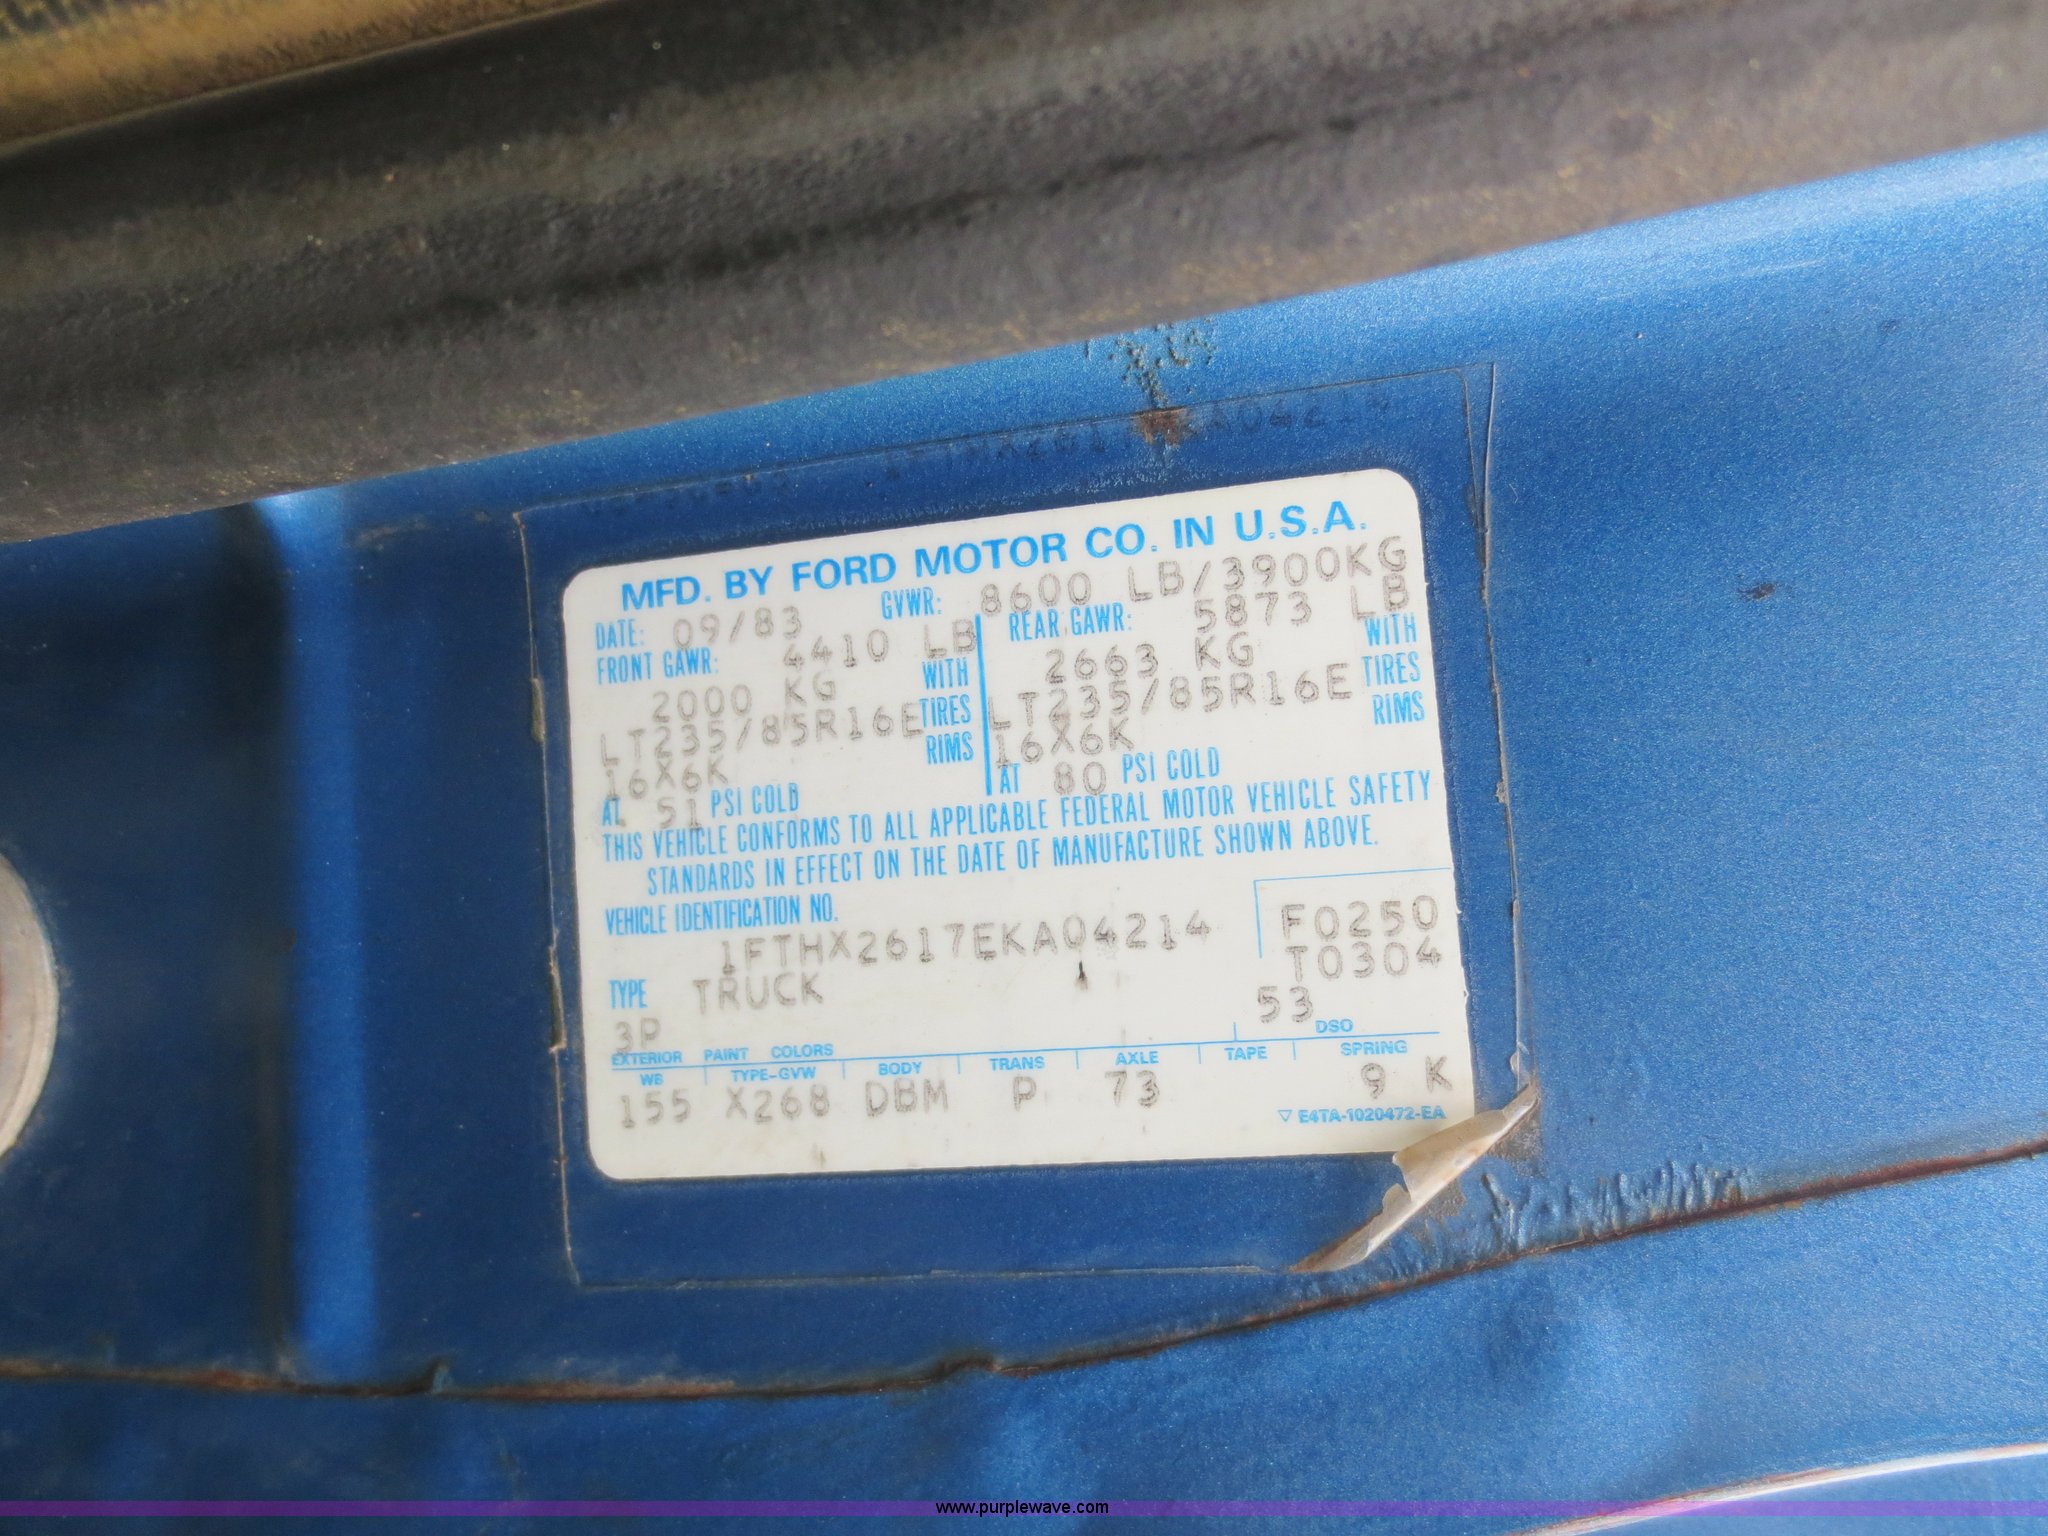 1FTHX2617EKA04214
MFD. BY FORD MOTOR CO. IN U.S.A.
DATE: 09/83 GVWR: 8600 LB/3900KG
FRONT GAWR: 4410 LB REAR GAWR: 5873 LB
2000 KG WITH 2663 KG WITH
LT235/85R16E TIRES LT235/85R16E TIRES
16X6K RIMS 16X6K RIMS
AT 51 PSI COLD AT 80 PSI COLD
THIS VEHICLE CONFORMS TO ALL APPLICABLE FEDERAL MOTOR VEHICLE SAFETY
STANDARDS IN EFFECT ON THE DATE OF MANUFACTURE SHOWN ABOVE.
VEHICLE IDENTIFICATION NO.
1FTHX2617EKA04214 F0250
TYPE TRUCK T0304
3P 53
EXTERIOR PAINT COLORS DSO
WB TYPE-GVW BODY TRANS AXLE TAPE SPRING
155 X268 DBM P 73 9 K
▽ E4TA-1020472-EA
www.purplewave.com